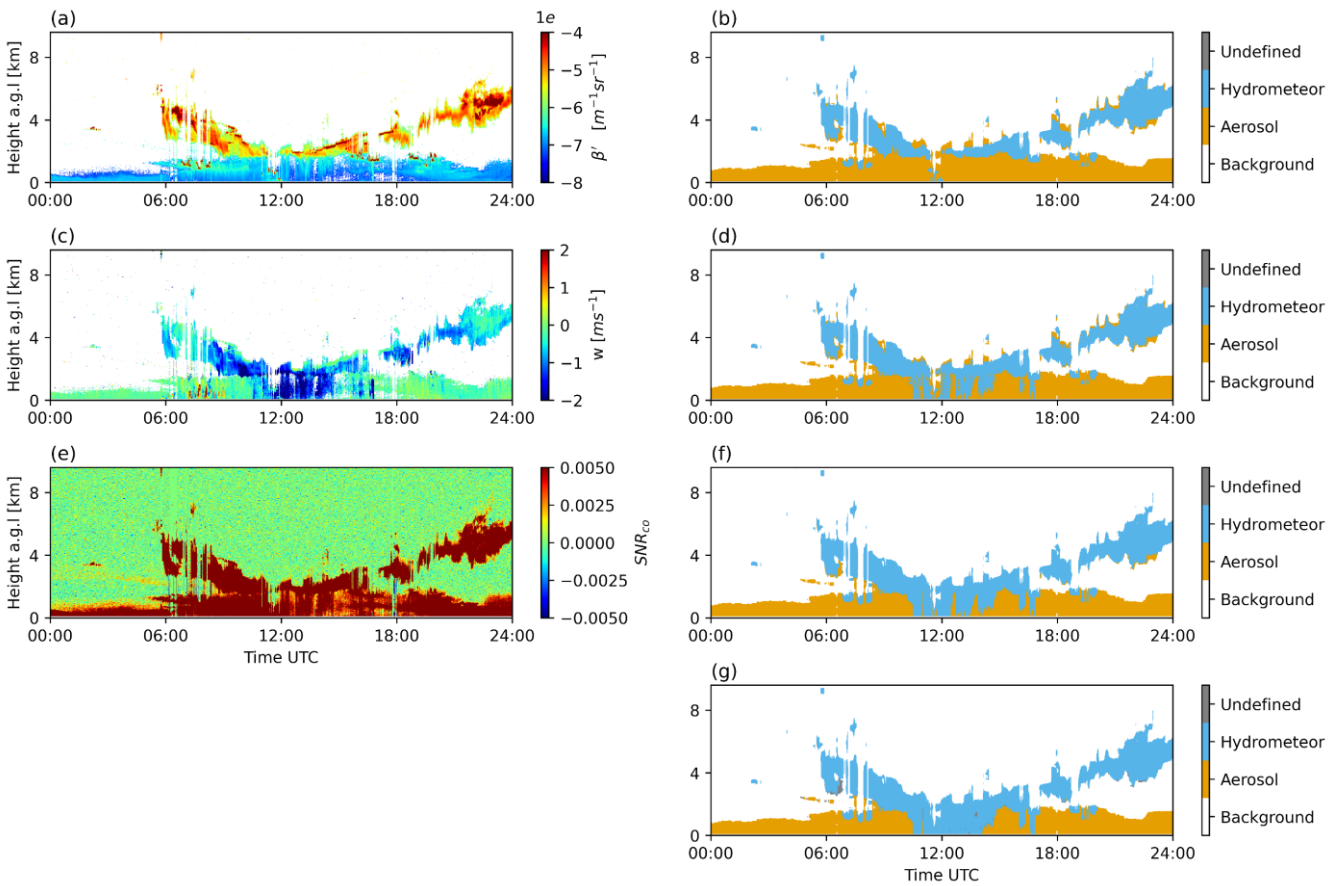 (a)
1e
Height a.g.l [km]
8
4
0
00:00 06:00 12:00 18:00 24:00
−4
−5
−6
−7
−8
β′ [m⁻¹sr⁻¹]
(b)
8
4
0
00:00 06:00 12:00 18:00 24:00
Undefined
Hydrometeor
Aerosol
Background
(c)
Height a.g.l [km]
8
4
0
00:00 06:00 12:00 18:00 24:00
2
1
0
−1
−2
w [ms⁻¹]
(d)
8
4
0
00:00 06:00 12:00 18:00 24:00
Undefined
Hydrometeor
Aerosol
Background
(e)
Height a.g.l [km]
8
4
0
00:00 06:00 12:00 18:00 24:00
Time UTC
0.0050
0.0025
0.0000
−0.0025
−0.0050
SNR_co
(f)
8
4
0
00:00 06:00 12:00 18:00 24:00
Undefined
Hydrometeor
Aerosol
Background
(g)
8
4
0
00:00 06:00 12:00 18:00 24:00
Time UTC
Undefined
Hydrometeor
Aerosol
Background